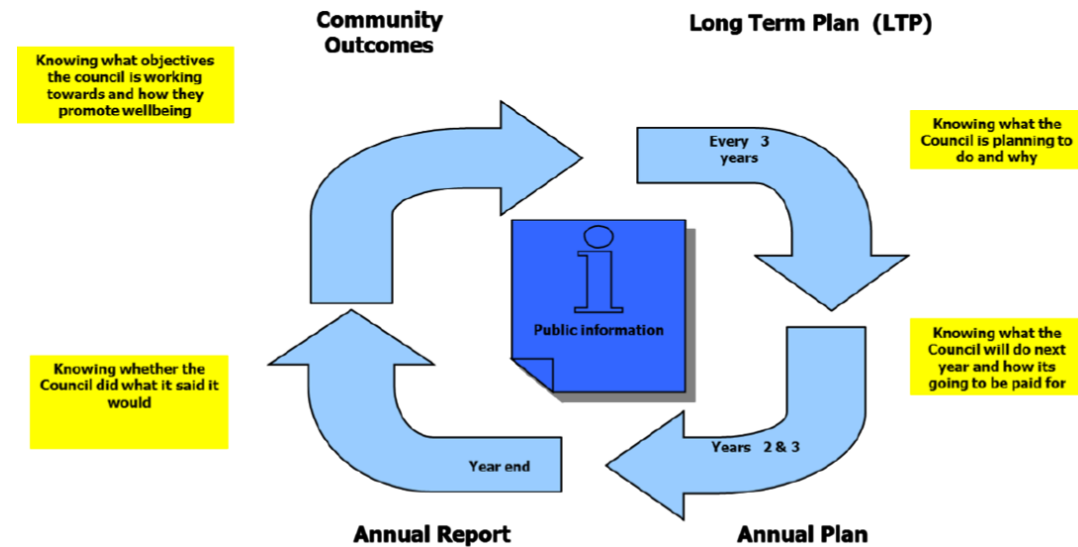 Community
Outcomes
Long Term Plan (LTP)
Knowing what objectives
the council is working
towards and how they
promote wellbeing
Every 3
years
Knowing what the
Council is planning to
do and why
Public information
Knowing what the
Council will do next
year and how its
going to be paid for
Knowing whether the
Council did what it said it
would
Years 2 & 3
Year end
Annual Report
Annual Plan